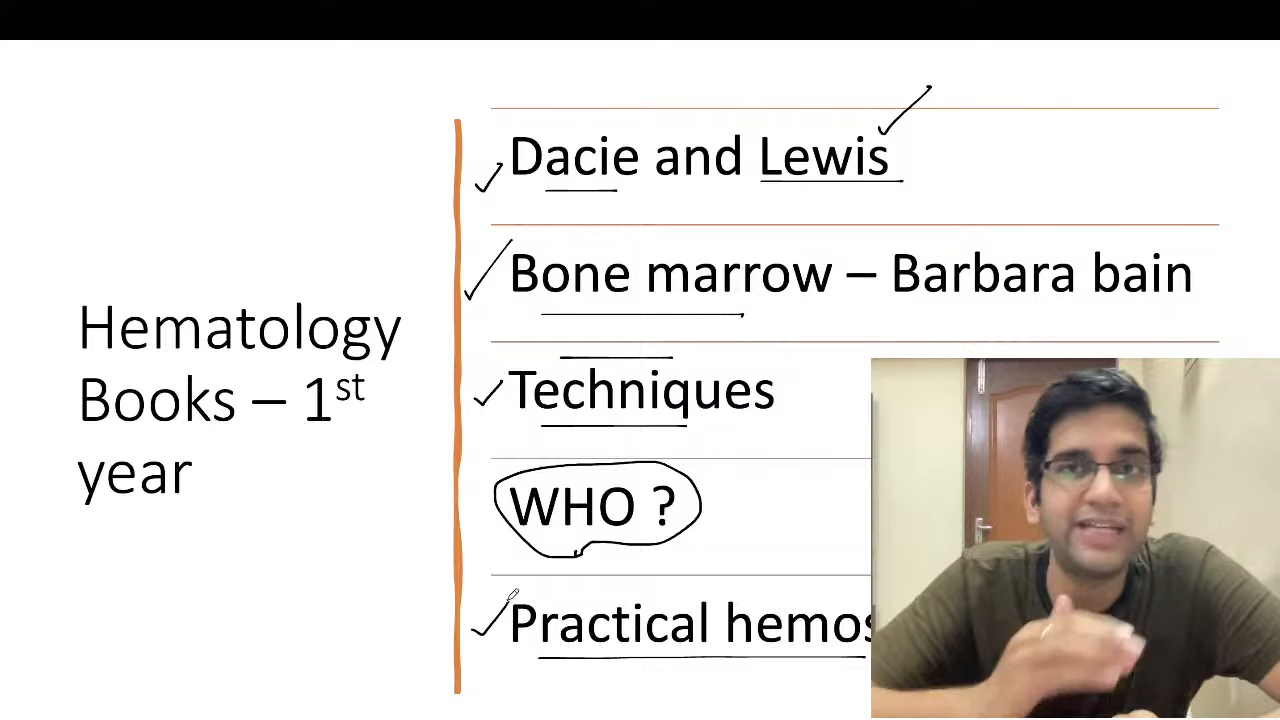 Hematology
Books – 1st
year
Dacie and Lewis
Bone marrow – Barbara bain
Techniques
WHO ?
Practical hemos